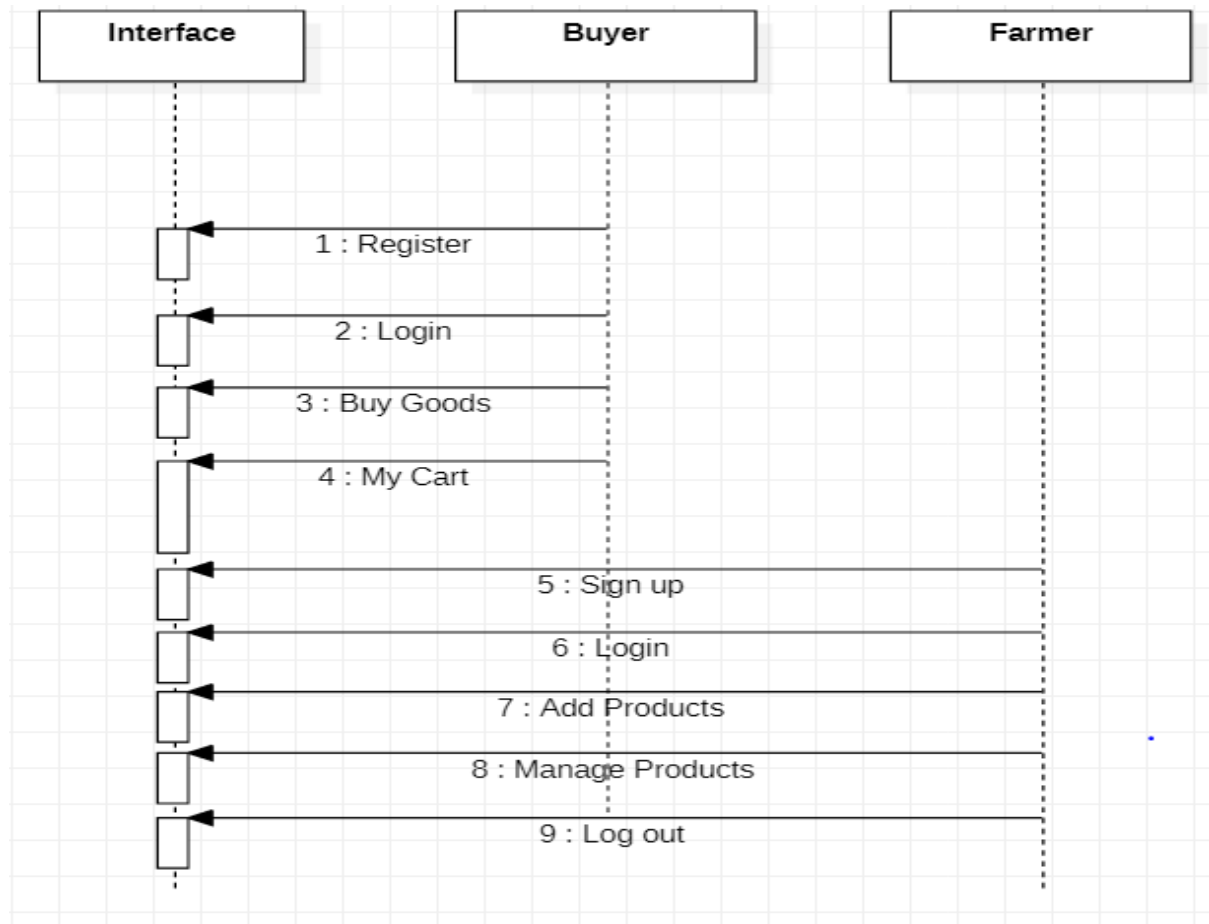 Interface
Buyer
Farmer
1 : Register
2 : Login
3 : Buy Goods
4 : My Cart
5 : Sign up
6 : Login
7 : Add Products
8 : Manage Products
9 : Log out